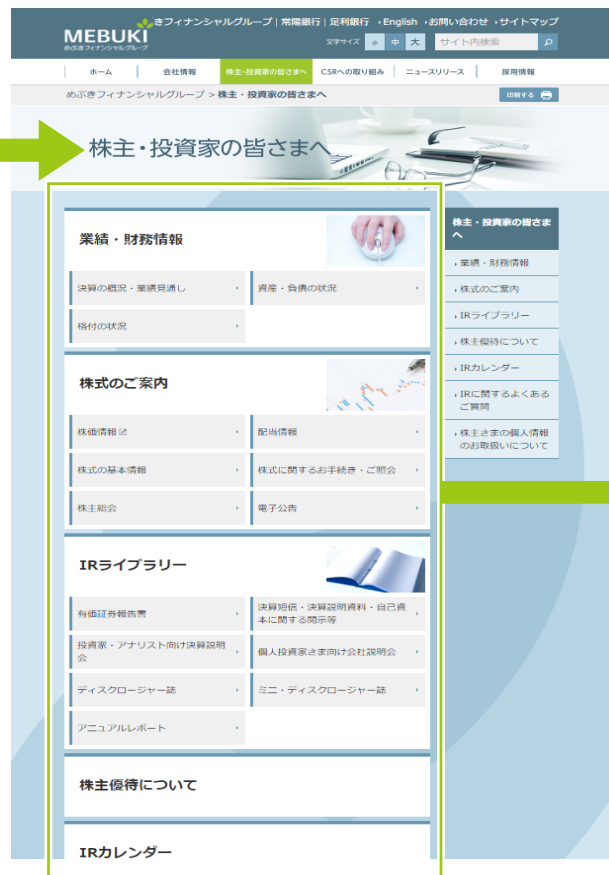 きフィナンシャルグループ | 常陽銀行 | 足利銀行 › English › お問い合わせ › サイトマップ
MEBUKI
めぶきフィナンシャルグループ
文字サイズ 小 中 大 サイト内検索
ホーム 会社情報 株主・投資家の皆さまへ CSRへの取り組み ニュースリリース 採用情報
めぶきフィナンシャルグループ > 株主・投資家の皆さまへ
印刷する
株主・投資家の皆さまへ
業績・財務情報
決算の概況・業績見通し
資産・負債の状況
格付の状況
株式のご案内
株価情報
配当情報
株式の基本情報
株式に関するお手続き・ご照会
株主総会
電子公告
IRライブラリー
有価証券報告書
決算短信・決算説明資料・自己資
本に関する開示等
投資家・アナリスト向け決算説明
会
個人投資家さま向け会社説明会
ディスクロージャー誌
ミニ・ディスクロージャー誌
アニュアルレポート
株主優待について
IRカレンダー
株主・投資家の皆さま
へ
› 業績・財務情報
› 株式のご案内
› IRライブラリー
› 株主優待について
› IRカレンダー
› IRに関するよくある
ご質問
› 株主さまの個人情報
のお取扱いについて